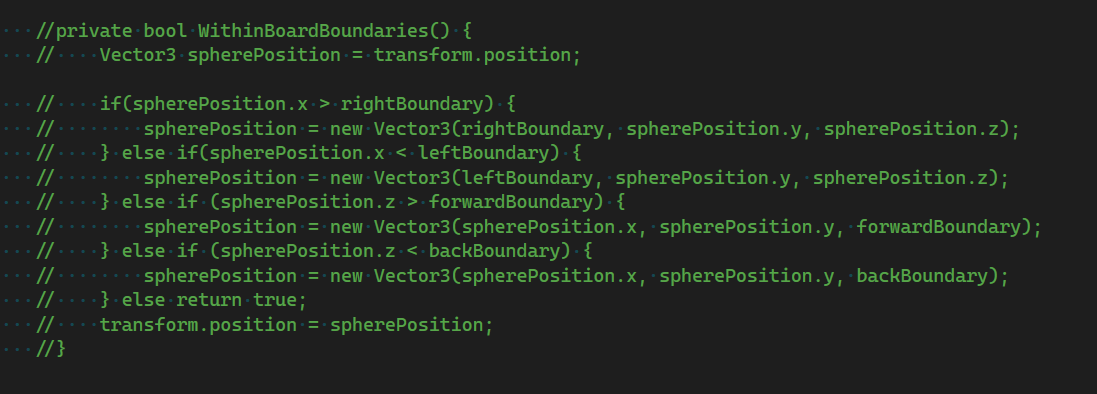 //private bool WithinBoardBoundaries() {
//    Vector3 spherePosition = transform.position;
//    if(spherePosition.x > rightBoundary) {
//        spherePosition = new Vector3(rightBoundary, spherePosition.y, spherePosition.z);
//    } else if(spherePosition.x < leftBoundary) {
//        spherePosition = new Vector3(leftBoundary, spherePosition.y, spherePosition.z);
//    } else if (spherePosition.z > forwardBoundary) {
//        spherePosition = new Vector3(spherePosition.x, spherePosition.y, forwardBoundary);
//    } else if (spherePosition.z < backBoundary) {
//        spherePosition = new Vector3(spherePosition.x, spherePosition.y, backBoundary);
//    } else return true;
//    transform.position = spherePosition;
//}